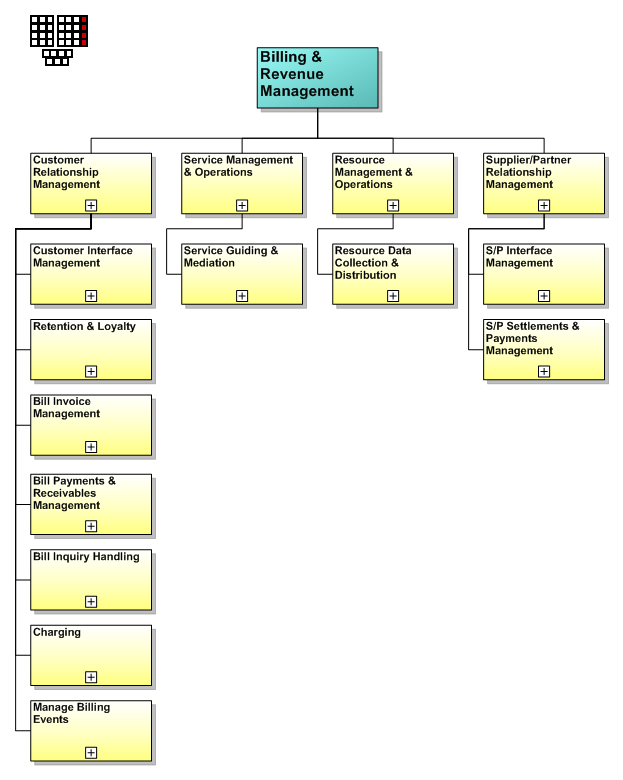 Billing &
Revenue
Management
Customer
Relationship
Management
Service Management
& Operations
Resource
Management &
Operations
Supplier/Partner
Relationship
Management
Customer Interface
Management
Service Guiding &
Mediation
Resource Data
Collection &
Distribution
S/P Interface
Management
Retention & Loyalty
S/P Settlements &
Payments
Management
Bill Invoice
Management
Bill Payments &
Receivables
Management
Bill Inquiry Handling
Charging
Manage Billing
Events